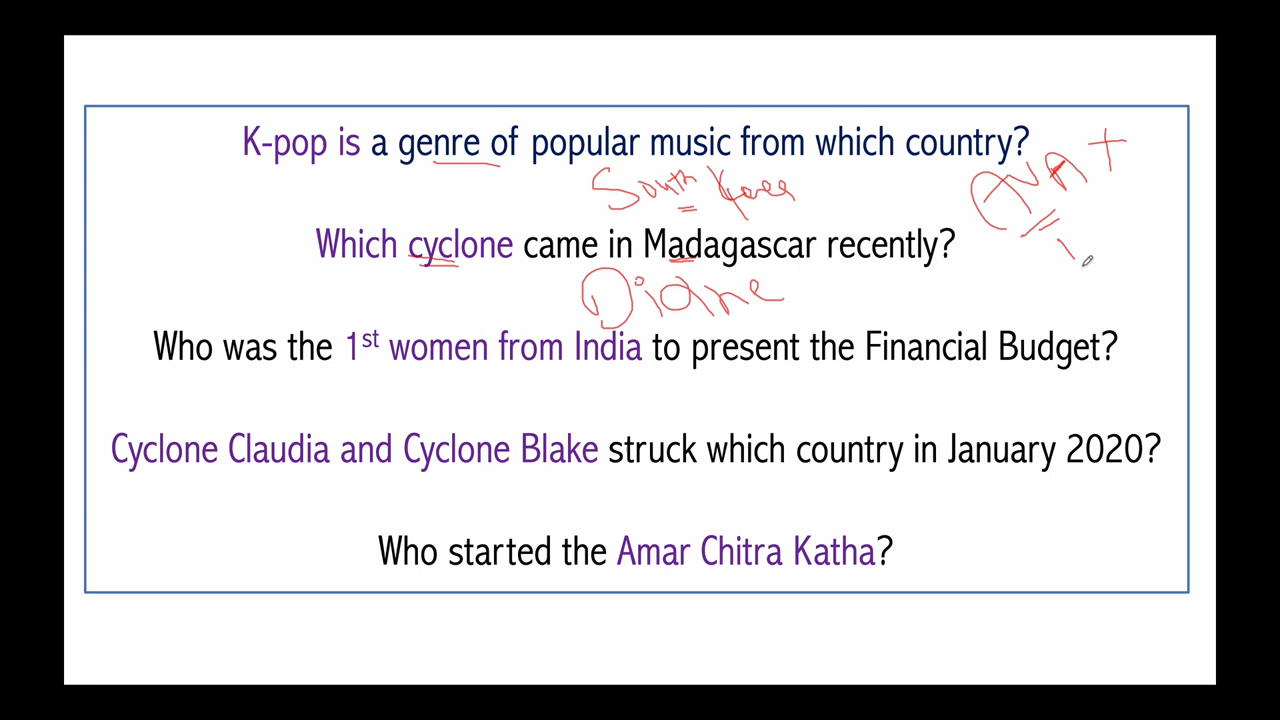 K-pop is a genre of popular music from which country?
South Korea
AVAT
Which cyclone came in Madagascar recently?
Diane
Who was the 1st women from India to present the Financial Budget?
Cyclone Claudia and Cyclone Blake struck which country in January 2020?
Who started the Amar Chitra Katha?